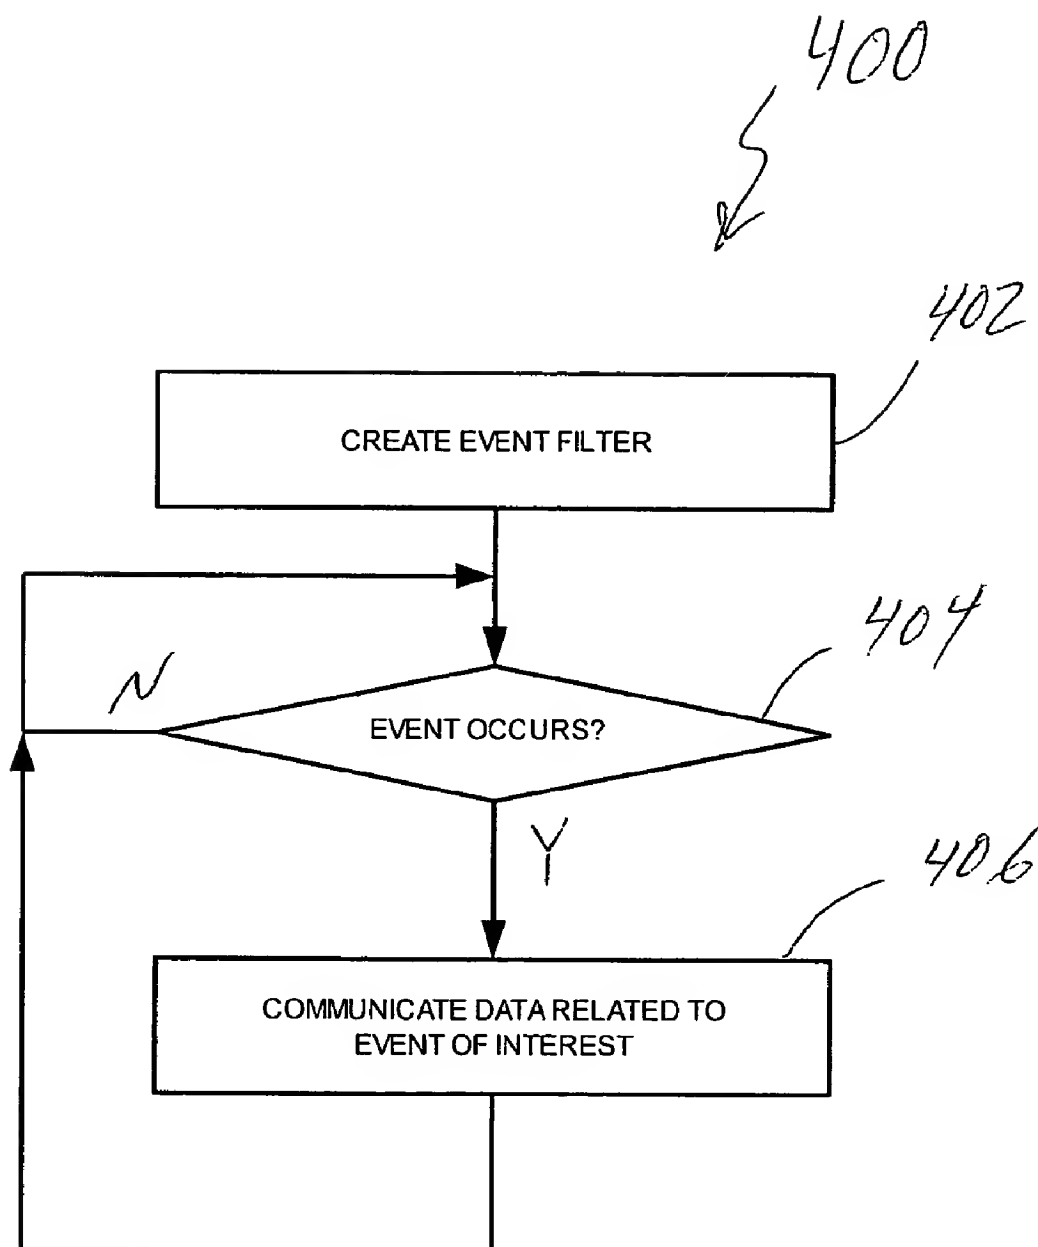 400
402
CREATE EVENT FILTER
404
N
EVENT OCCURS?
Y
406
COMMUNICATE DATA RELATED TO
EVENT OF INTEREST